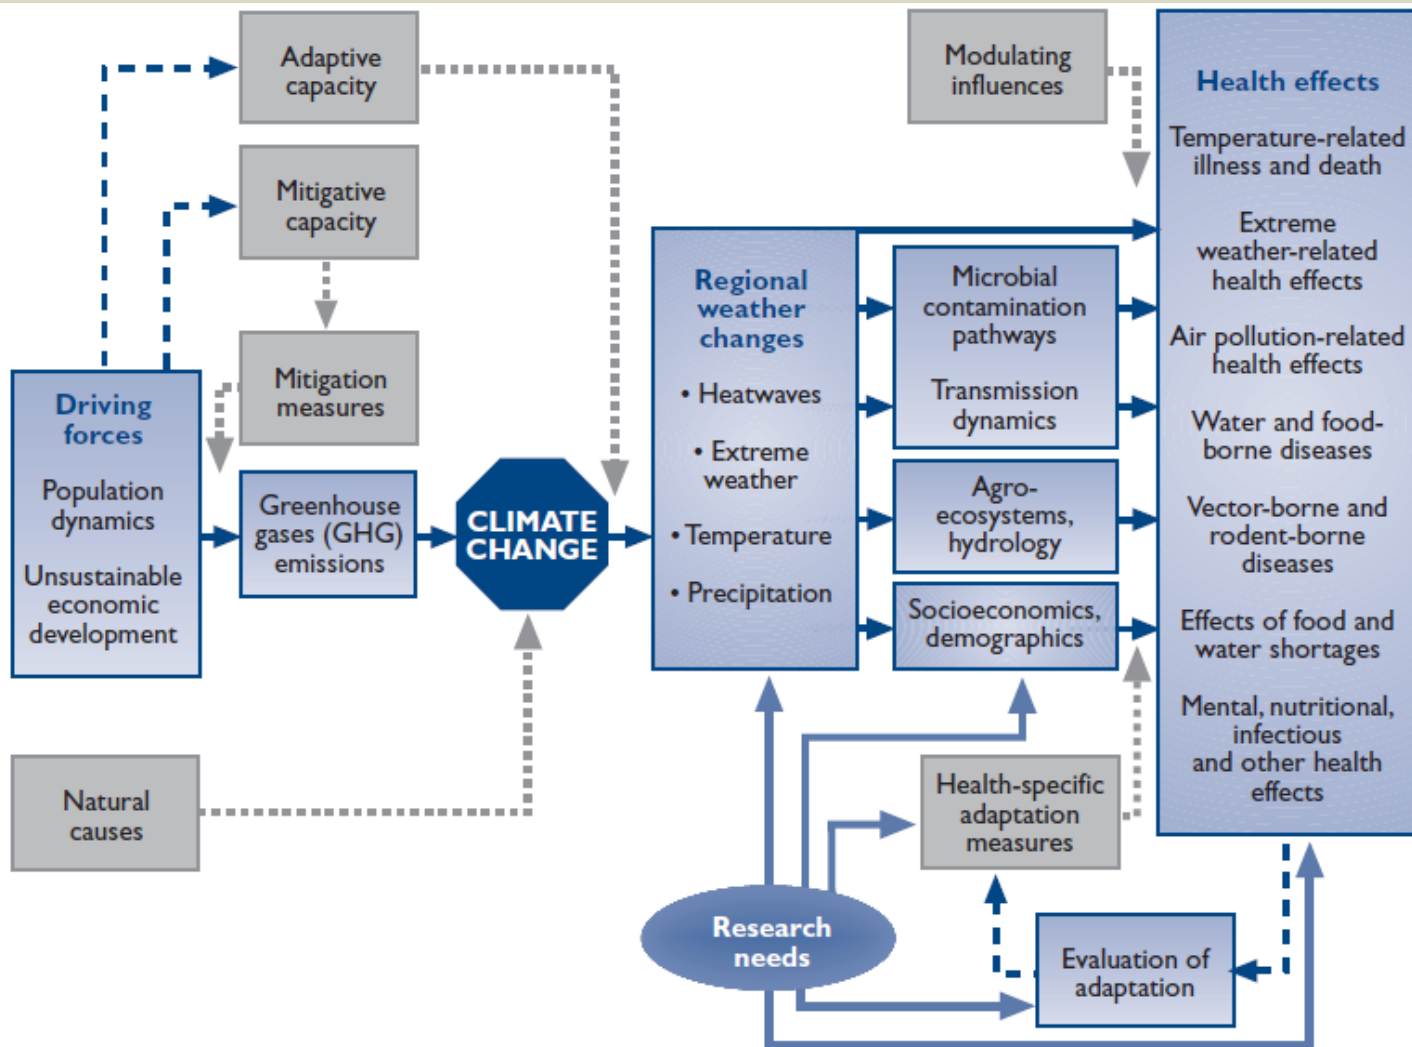 Adaptive
capacity
Mitigative
capacity
Mitigation
measures
Driving
forces
Population
dynamics
Unsustainable
economic
development
Greenhouse
gases (GHG)
emissions
CLIMATE
CHANGE
Natural
causes
Regional
weather
changes
• Heatwaves
• Extreme
weather
• Temperature
• Precipitation
Modulating
influences
Microbial
contamination
pathways
Transmission
dynamics
Agro-
ecosystems,
hydrology
Socioeconomics,
demographics
Health-specific
adaptation
measures
Research
needs
Evaluation of
adaptation
Health effects
Temperature-related
illness and death
Extreme
weather-related
health effects
Air pollution-related
health effects
Water and food-
borne diseases
Vector-borne and
rodent-borne
diseases
Effects of food and
water shortages
Mental, nutritional,
infectious
and other health
effects